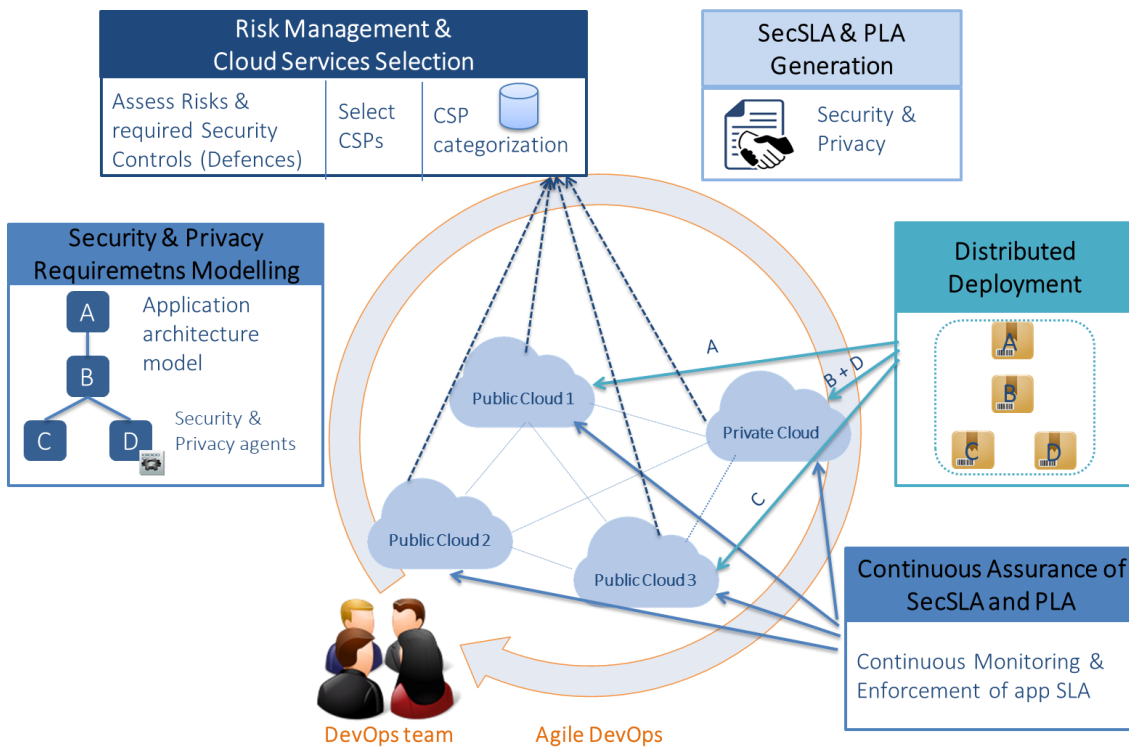 Risk Management &
Cloud Services Selection
Assess Risks &
required Security
Controls (Defences)
Select
CSPs
CSP
categorization
SecSLA & PLA
Generation
Security &
Privacy
Security & Privacy
Requiremetns Modelling
A
B
C
D
Application
architecture
model
Security &
Privacy agents
Distributed
Deployment
A
B
C
D
A
B + D
C
Public Cloud 1
Private Cloud
Public Cloud 2
Public Cloud 3
Continuous Assurance of
SecSLA and PLA
Continuous Monitoring &
Enforcement of app SLA
DevOps team
Agile DevOps